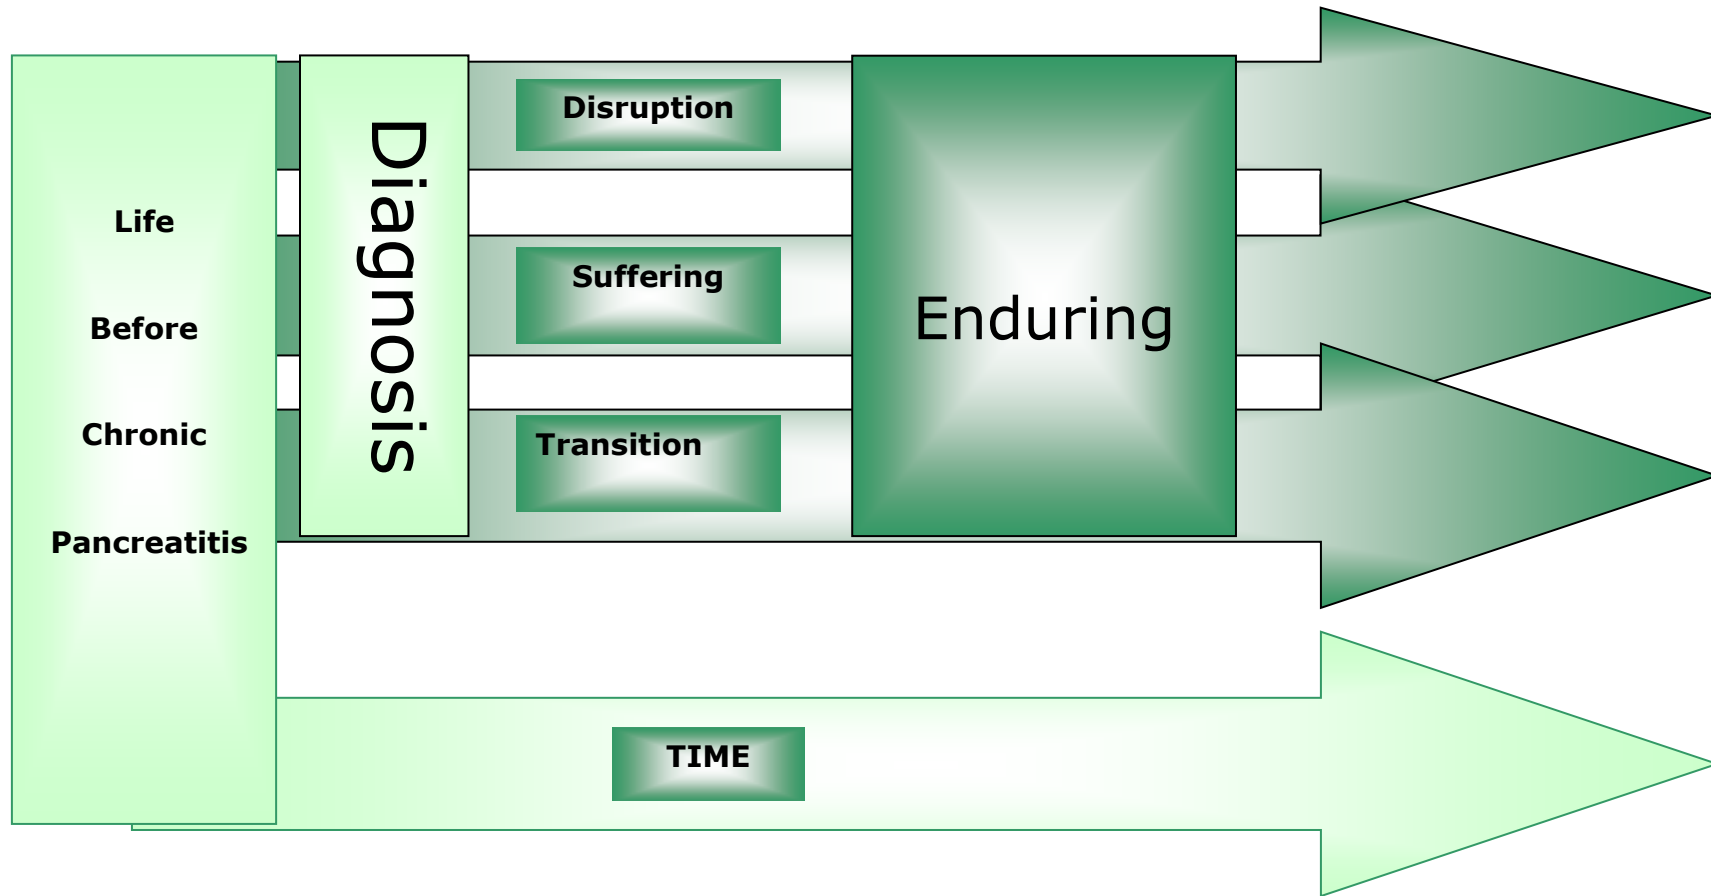 Life
Before
Chronic
Pancreatitis
Diagnosis
Disruption
Suffering
Transition
Enduring
TIME